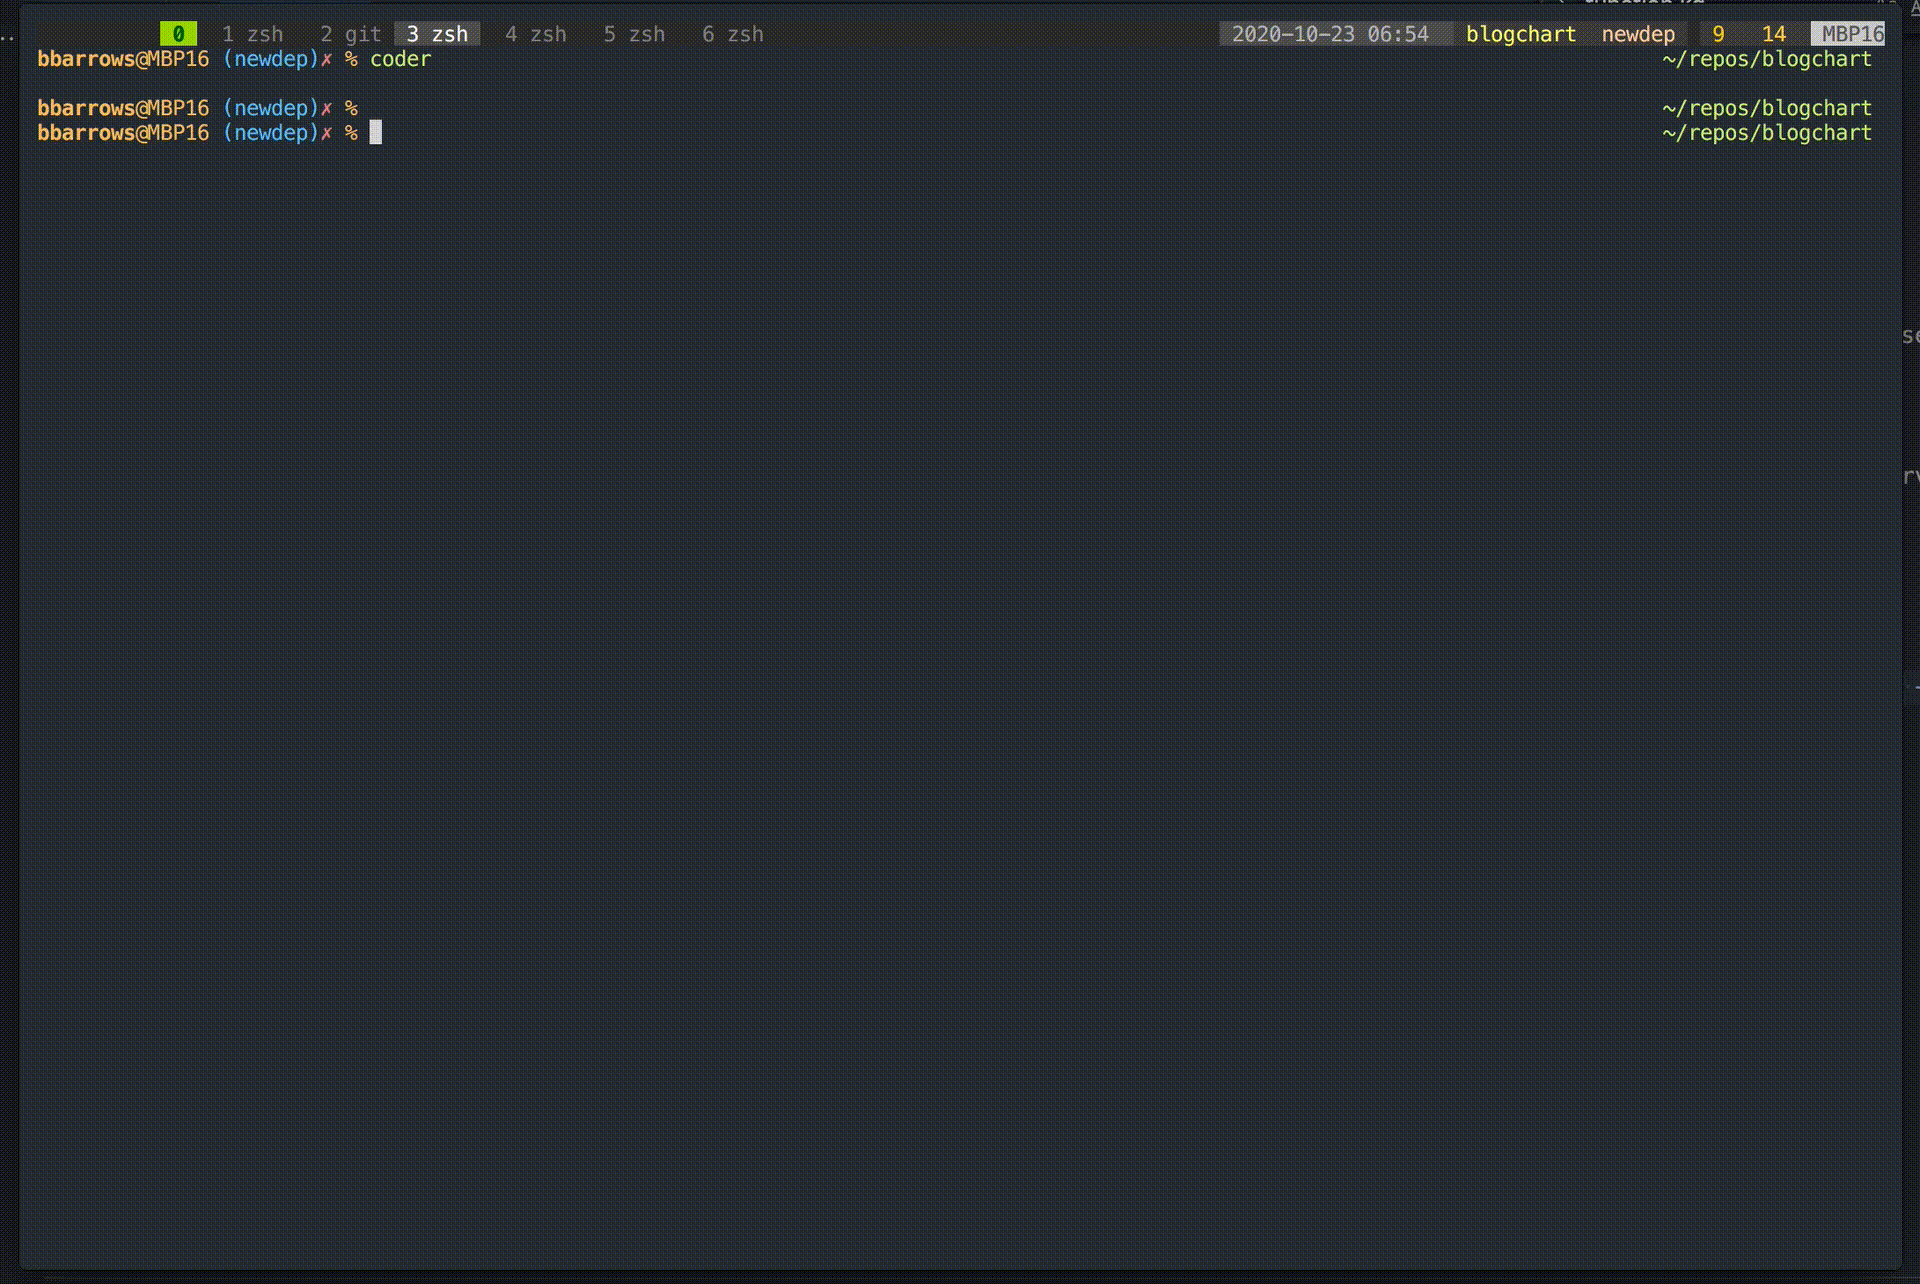 0 1 zsh 2 git 3 zsh 4 zsh 5 zsh 6 zsh 2020-10-23 06:54 blogchart newdep 9 14 MBP16
bbarrows@MBP16 (newdep)✗ % coder ~/repos/blogchart
bbarrows@MBP16 (newdep)✗ % ~/repos/blogchart
bbarrows@MBP16 (newdep)✗ % ~/repos/blogchart